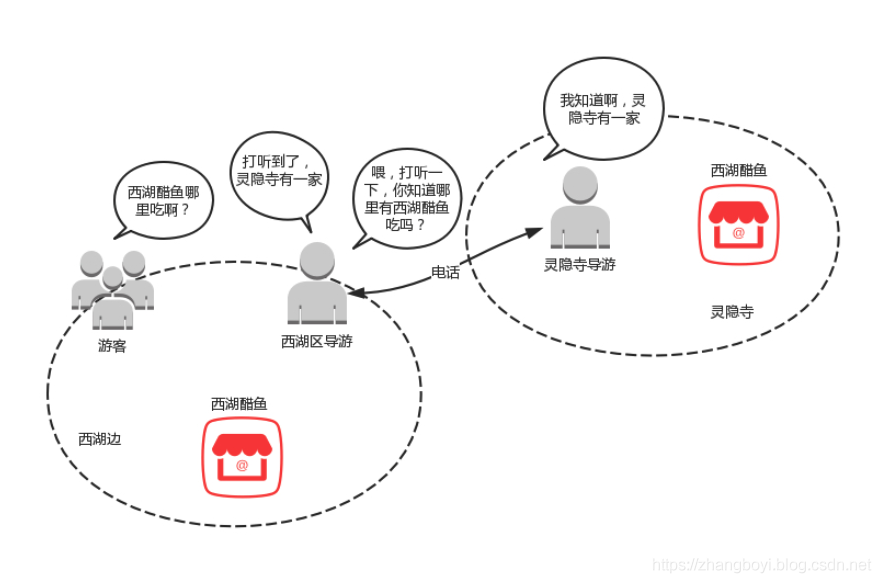 我知道啊，灵
隐寺有一家
打听到了，
灵隐寺有一家
喂，打听一
下，你知道哪
里有西湖醋鱼
吃吗？
西湖醋鱼哪
里吃啊？
西湖醋鱼
@
电话
灵隐寺导游
灵隐寺
游客
西湖区导游
西湖醋鱼
西湖边
@
https://zhangboyi.blog.csdn.net